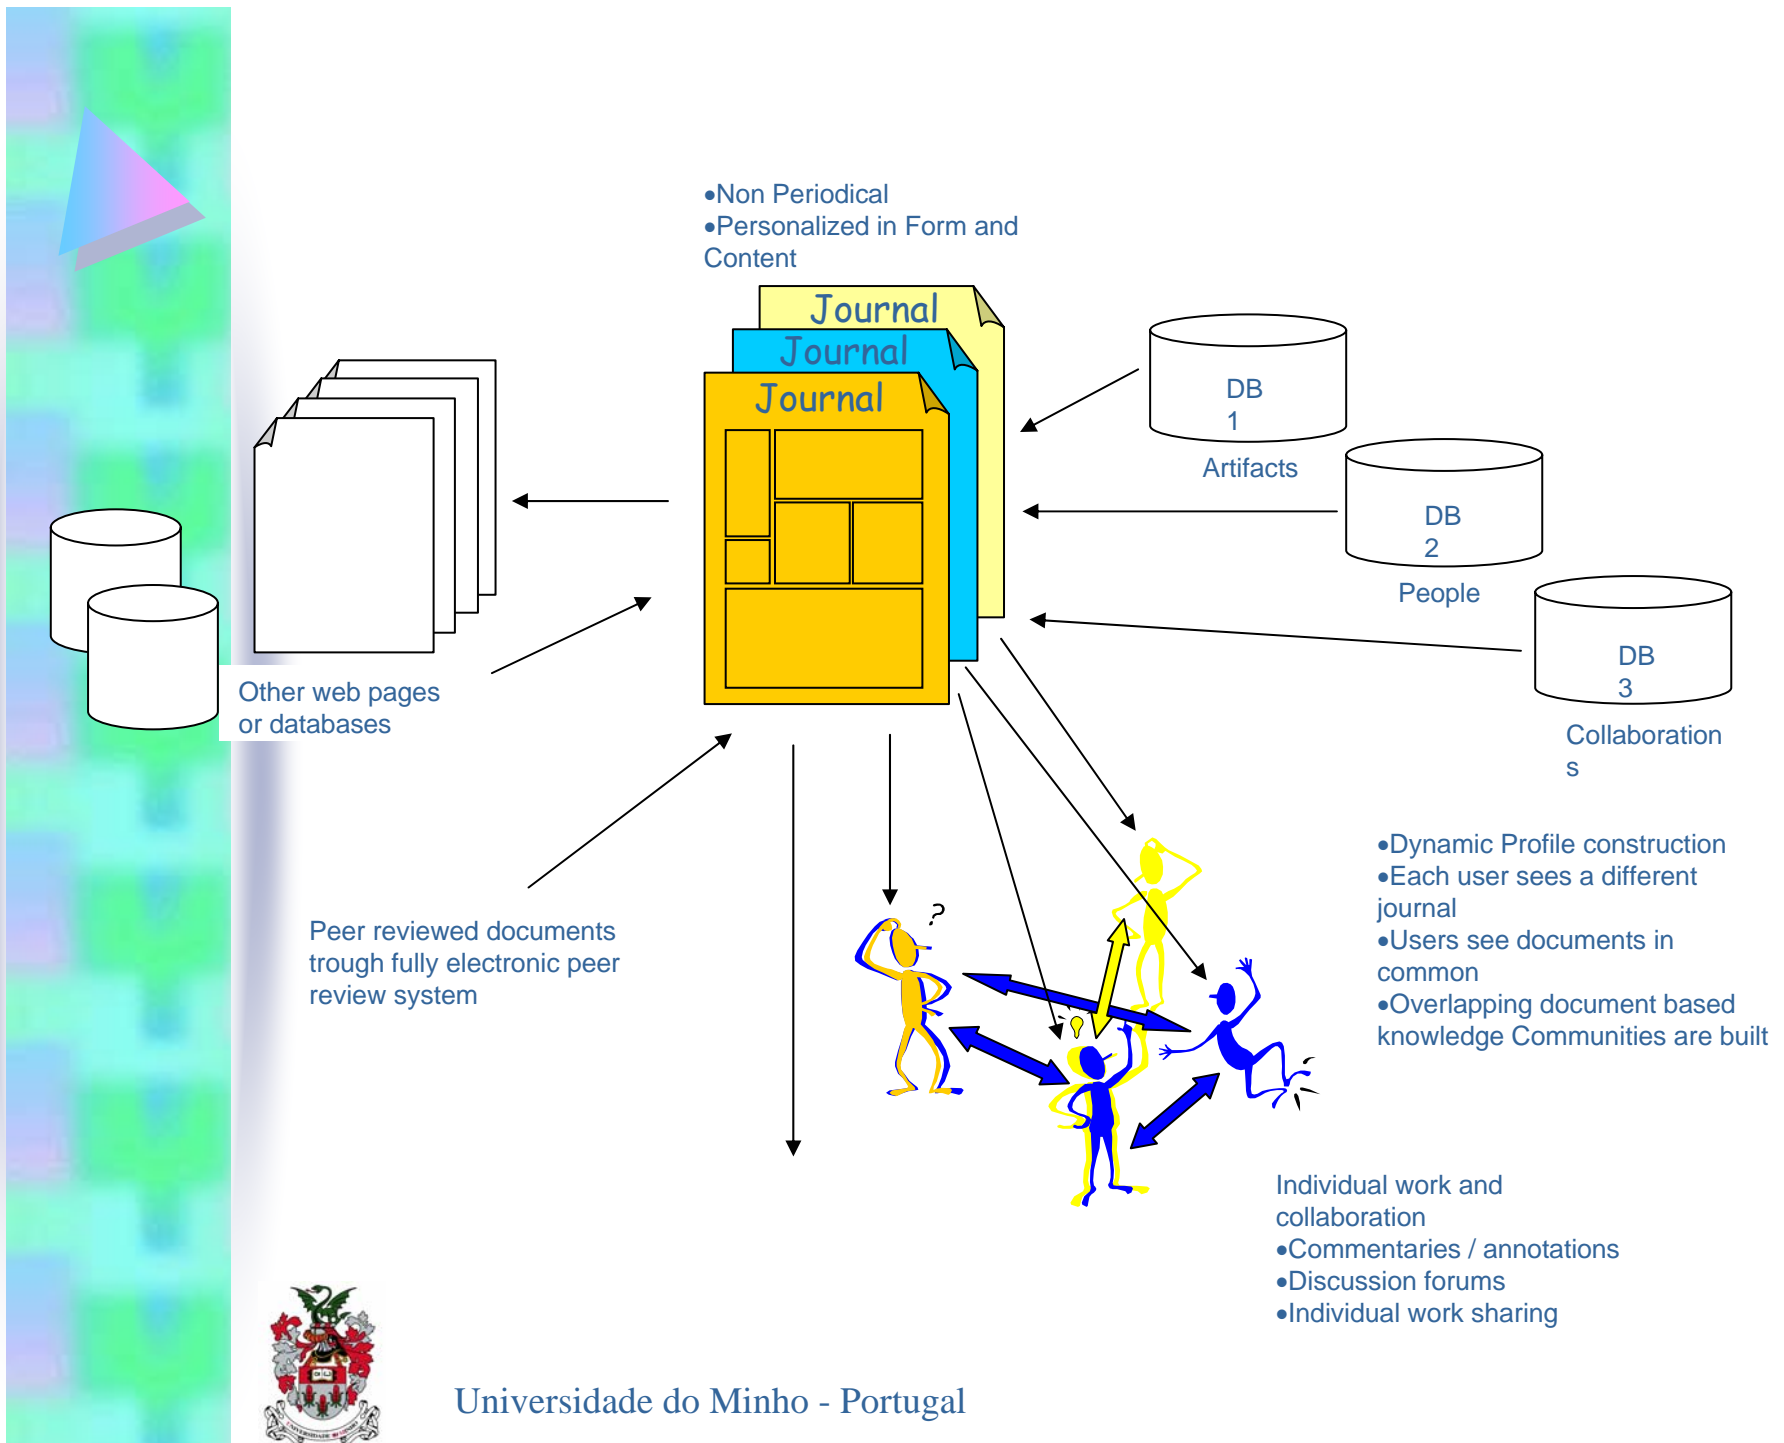 •Non Periodical
•Personalized in Form and
Content
Journal
Journal
Journal
DB
1
Artifacts
DB
2
People
DB
3
Collaboration
s
Other web pages
or databases
Peer reviewed documents
trough fully electronic peer
review system
?
•Dynamic Profile construction
•Each user sees a different
journal
•Users see documents in
common
•Overlapping document based
knowledge Communities are built
Individual work and
collaboration
•Commentaries / annotations
•Discussion forums
•Individual work sharing
Universidade do Minho - Portugal